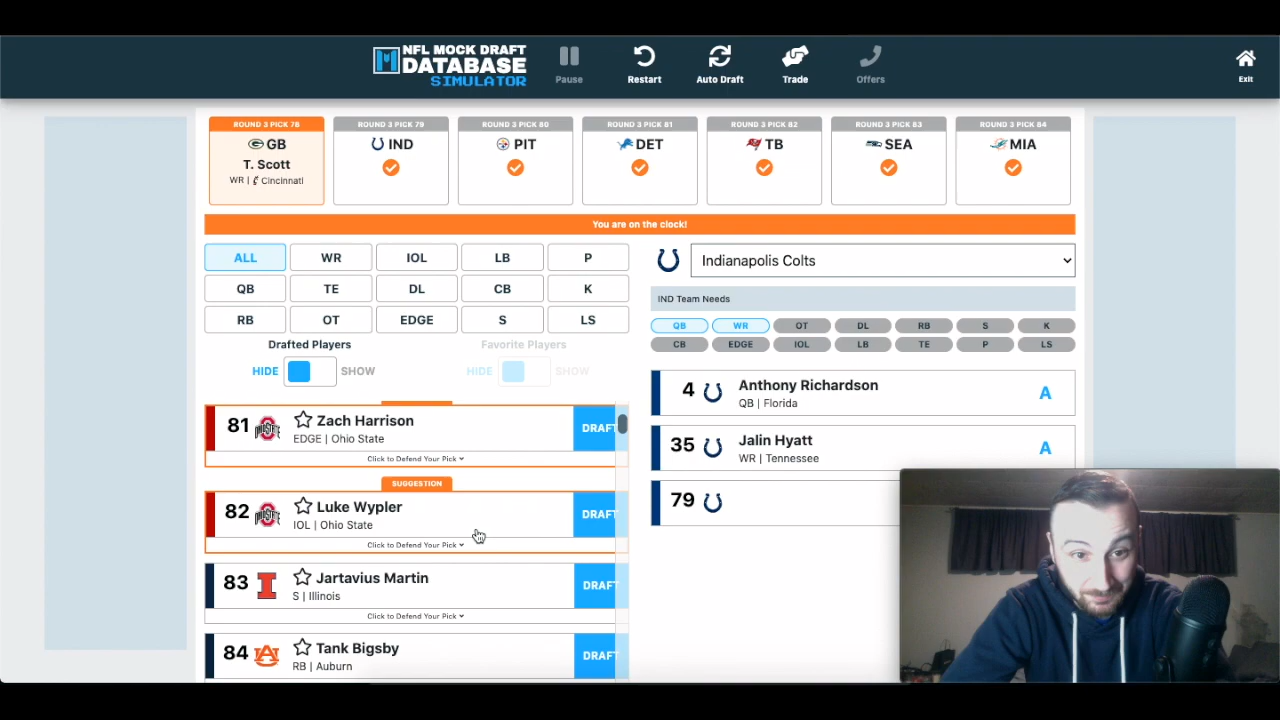 NFL MOCK DRAFT
DATABASE
SIMULATOR
Pause
Restart
Auto Draft
Trade
Offers
Exit
ROUND 3 PICK 78
GB
T. Scott
WR | Cincinnati
ROUND 3 PICK 79
IND
ROUND 3 PICK 80
PIT
ROUND 3 PICK 81
DET
ROUND 3 PICK 82
TB
ROUND 3 PICK 83
SEA
ROUND 3 PICK 84
MIA
You are on the clock!
ALL WR IOL LB P
QB TE DL CB K
RB OT EDGE S LS
Drafted Players
HIDE SHOW
Favorite Players
HIDE SHOW
81 Zach Harrison DRAFT
EDGE | Ohio State
Click to Defend Your Pick
SUGGESTION
82 Luke Wypler DRAFT
IOL | Ohio State
Click to Defend Your Pick
83 Jartavius Martin DRAFT
S | Illinois
Click to Defend Your Pick
84 Tank Bigsby DRAFT
RB | Auburn
Indianapolis Colts
IND Team Needs
QB WR OT DL RB S K
CB EDGE IOL LB TE P LS
4 Anthony Richardson A
QB | Florida
35 Jalin Hyatt A
WR | Tennessee
79